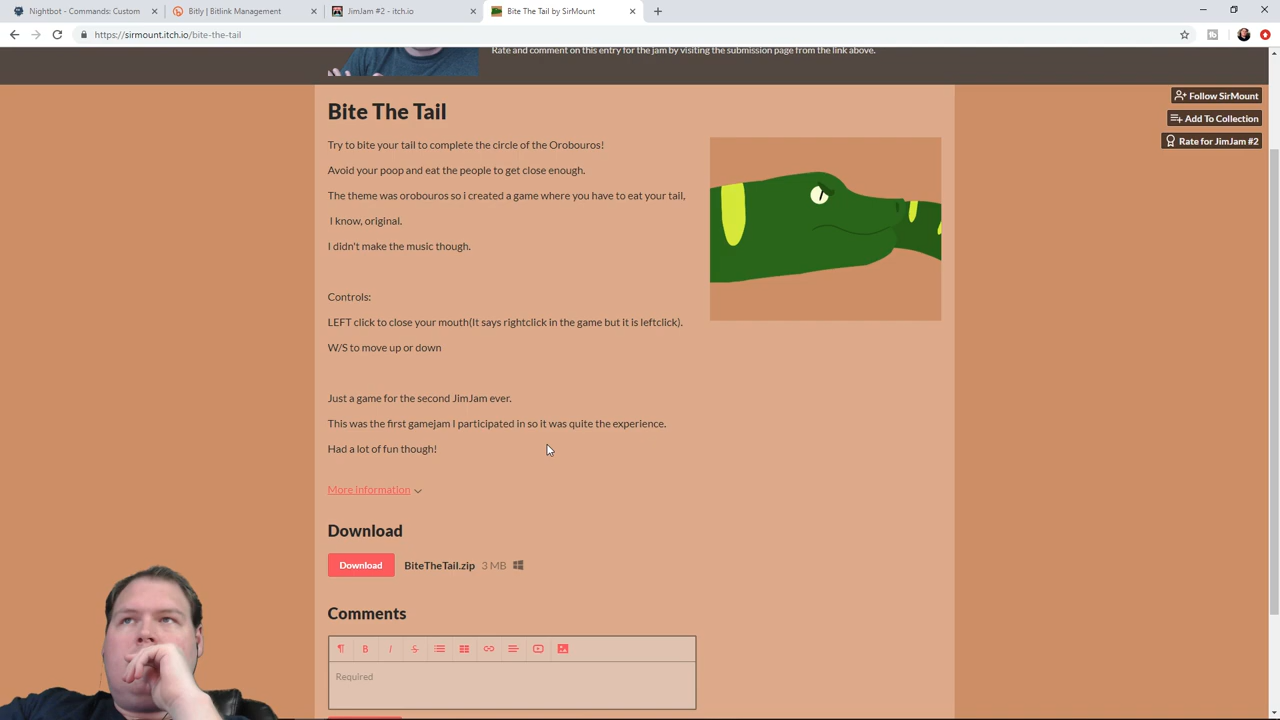 Nightbot - Commands: Custom
Bitly | Bitlink Management
JimJam #2 - itch.io
Bite The Tail by SirMount
https://sirmount.itch.io/bite-the-tail
Rate and comment on this entry for the jam by visiting the submission page from the link above.
Follow SirMount
Add To Collection
Rate for JimJam #2
Bite The Tail
Try to bite your tail to complete the circle of the Orobouros!
Avoid your poop and eat the people to get close enough.
The theme was orobouros so i created a game where you have to eat your tail,
I know, original.
I didn't make the music though.
Controls:
LEFT click to close your mouth(It says rightclick in the game but it is leftclick).
W/S to move up or down
Just a game for the second JimJam ever.
This was the first gamejam I participated in so it was quite the experience.
Had a lot of fun though!
More information
Download
Download BiteTheTail.zip 3 MB
Comments
Required